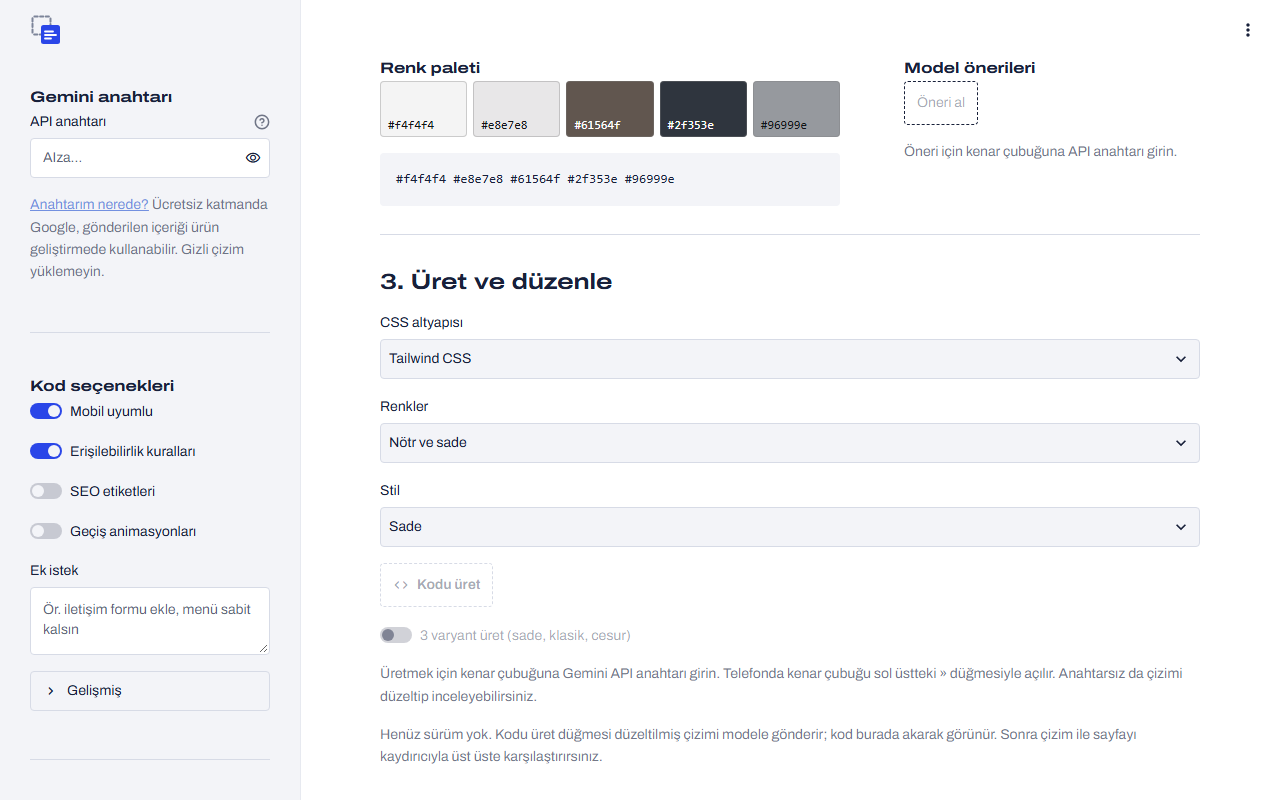 Gemini anahtarı
API anahtarı
AIza...
Anahtarım nerede? Ücretsiz katmanda
Google, gönderilen içeriği ürün
geliştirmede kullanabilir. Gizli çizim
yüklemeyin.
Kod seçenekleri
Mobil uyumlu
Erişilebilirlik kuralları
SEO etiketleri
Geçiş animasyonları
Ek istek
Ör. iletişim formu ekle, menü sabit
kalsın
Gelişmiş
Renk paleti
#f4f4f4
#e8e7e8
#61564f
#2f353e
#96999e
#f4f4f4 #e8e7e8 #61564f #2f353e #96999e
Model önerileri
Öneri al
Öneri için kenar çubuğuna API anahtarı girin.
3. Üret ve düzenle
CSS altyapısı
Tailwind CSS
Renkler
Nötr ve sade
Stil
Sade
Kodu üret
3 varyant üret (sade, klasik, cesur)
Üretmek için kenar çubuğuna Gemini API anahtarı girin. Telefonda kenar çubuğu sol üstteki » düğmesiyle açılır. Anahtarsız da çizimi
düzeltip inceleyebilirsiniz.
Henüz sürüm yok. Kodu üret düğmesi düzeltilmiş çizimi modele gönderir; kod burada akarak görünür. Sonra çizim ile sayfayı
kaydırıcıyla üst üste karşılaştırırsınız.